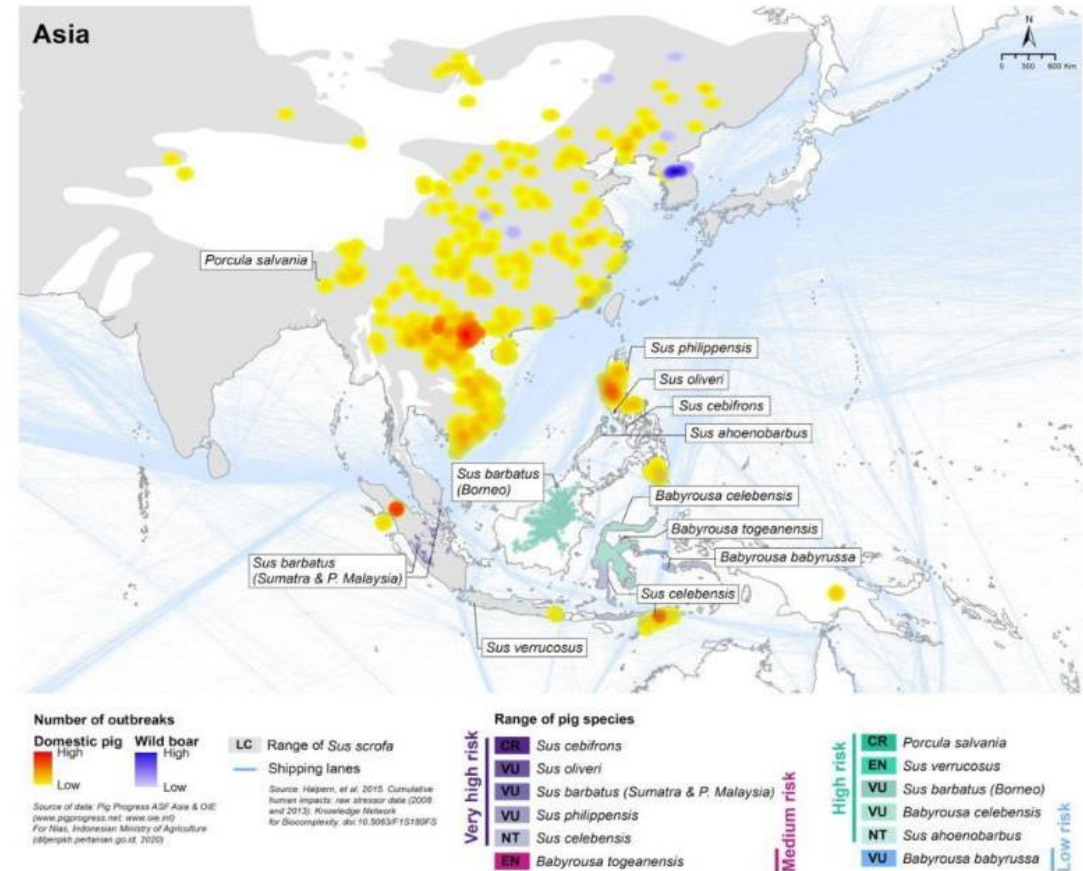 Asia
N
0 300 600 Km
Porcula salvania
Sus philippensis
Sus oliveri
Sus cebifrons
Sus ahoenobarbus
Sus barbatus
(Borneo)
Babyrousa celebensis
Babyrousa togeanensis
Babyrousa babyrussa
Sus barbatus
(Sumatra & P. Malaysia)
Sus celebensis
Sus verrucosus
Number of outbreaks
Domestic pig
High
Low
Wild boar
High
Low
Source of data: Pig Progress ASF Asia & OIE
(www.pigprogress.net; www.oie.int)
For Nias, Indonesian Ministry of Agriculture
(ditjenpkh.pertanian.go.id, 2020)
LC Range of Sus scrofa
Shipping lanes
Source: Halpern, et al. 2015. Cumulative
human impacts: raw stressor data (2008
and 2013). Knowledge Network
for Biocomplexity. doi:10.5063/F1S180FS
Range of pig species
Very high risk
CR Sus cebifrons
VU Sus oliveri
VU Sus barbatus (Sumatra & P. Malaysia)
VU Sus philippensis
NT Sus celebensis
EN Babyrousa togeanensis
Medium risk
High risk
CR Porcula salvania
EN Sus verrucosus
VU Sus barbatus (Borneo)
VU Babyrousa celebensis
NT Sus ahoenobarbus
VU Babyrousa babyrussa
Low risk